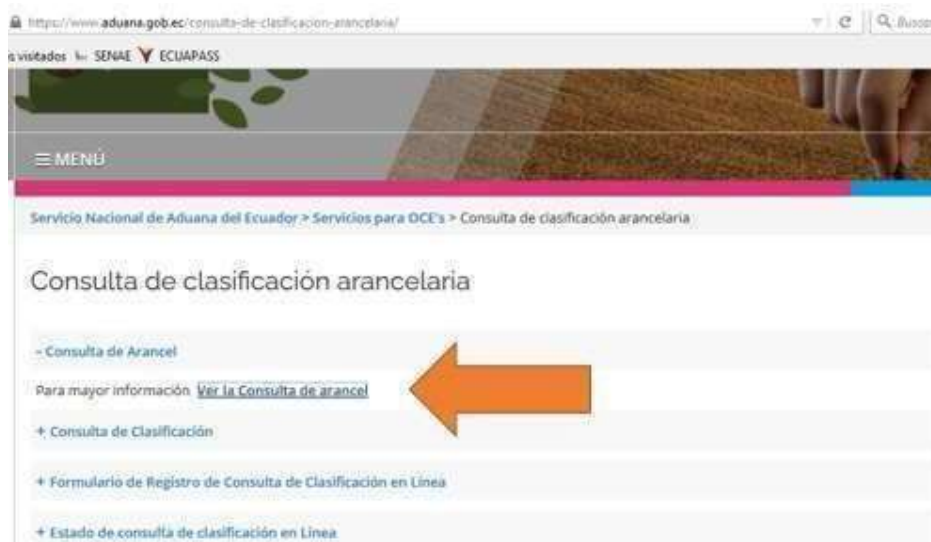 https://www.aduana.gob.ec/consulta-de-clasificacion-arancelaria/
Busca
s visitados SENAE ECUAPASS
MENÚ
Servicio Nacional de Aduana del Ecuador > Servicios para OCE's > Consulta de clasificación arancelaria
Consulta de clasificación arancelaria
- Consulta de Arancel
Para mayor información Ver la Consulta de arancel
+ Consulta de Clasificación
+ Formulario de Registro de Consulta de Clasificación en Línea
+ Estado de consulta de clasificación en Línea